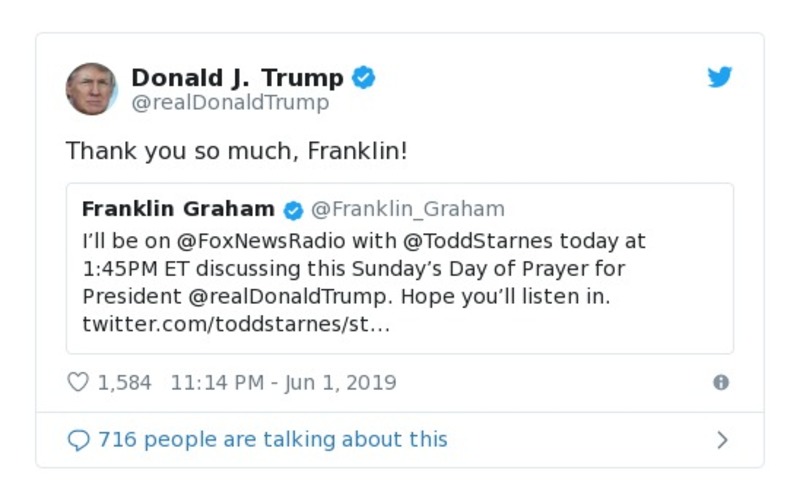 Donald J. Trump
@realDonaldTrump
Thank you so much, Franklin!
Franklin Graham @Franklin_Graham
I’ll be on @FoxNewsRadio with @ToddStarnes today at
1:45PM ET discussing this Sunday’s Day of Prayer for
President @realDonaldTrump. Hope you’ll listen in.
twitter.com/toddstarnes/st…
1,584 11:14 PM - Jun 1, 2019
716 people are talking about this